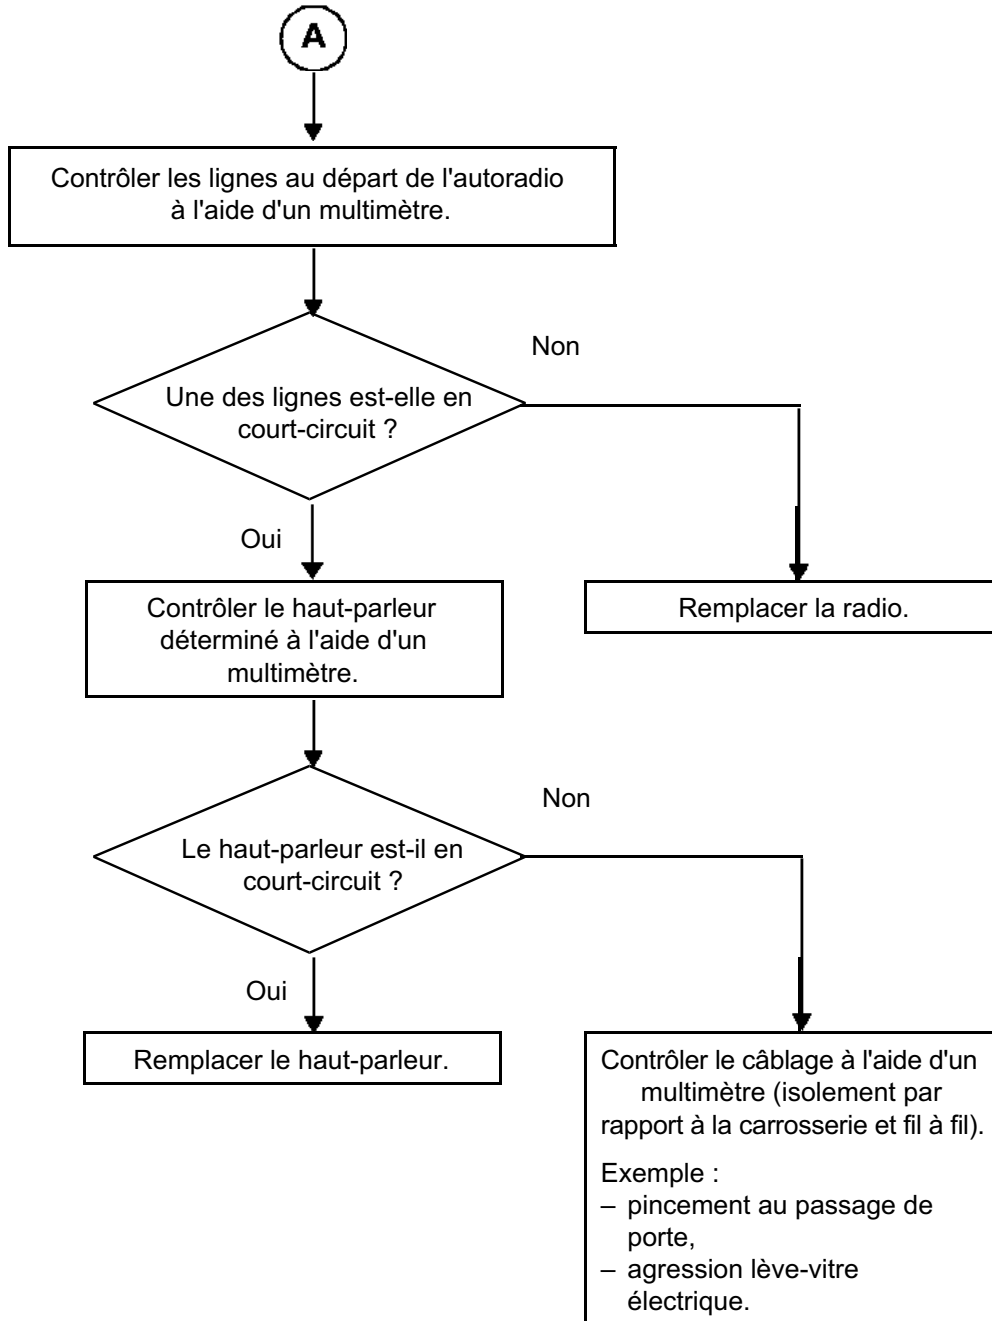 A
Contrôler les lignes au départ de l'autoradio
à l'aide d'un multimètre.
Non
Une des lignes est-elle en
court-circuit ?
Oui
Contrôler le haut-parleur
déterminé à l'aide d'un
multimètre.
Remplacer la radio.
Non
Le haut-parleur est-il en
court-circuit ?
Oui
Remplacer le haut-parleur.
Contrôler le câblage à l'aide d'un
multimètre (isolement par
rapport à la carrosserie et fil à fil).
Exemple :
– pincement au passage de
porte,
– agression lève-vitre
électrique.